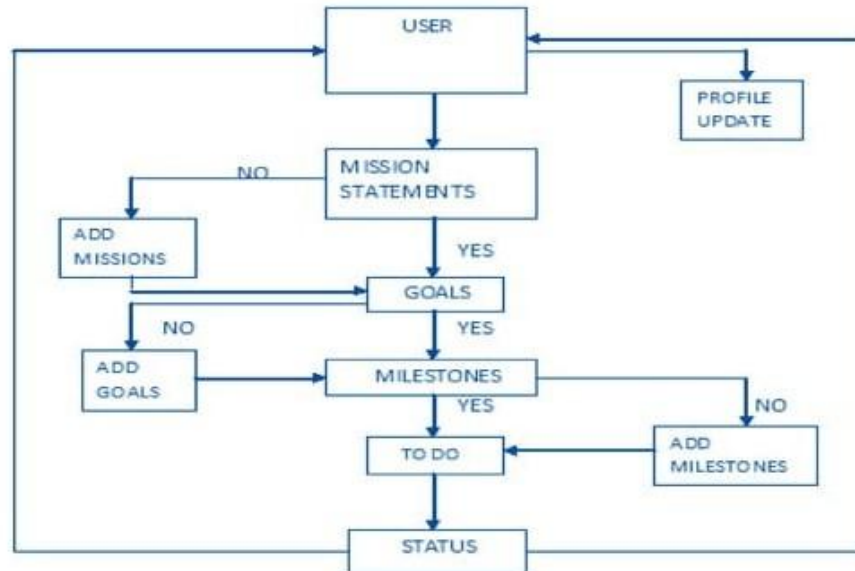 USER
PROFILE
UPDATE
MISSION
STATEMENTS
NO
ADD
MISSIONS
YES
GOALS
NO
YES
ADD
GOALS
MILESTONES
YES
NO
TO DO
ADD
MILESTONES
STATUS